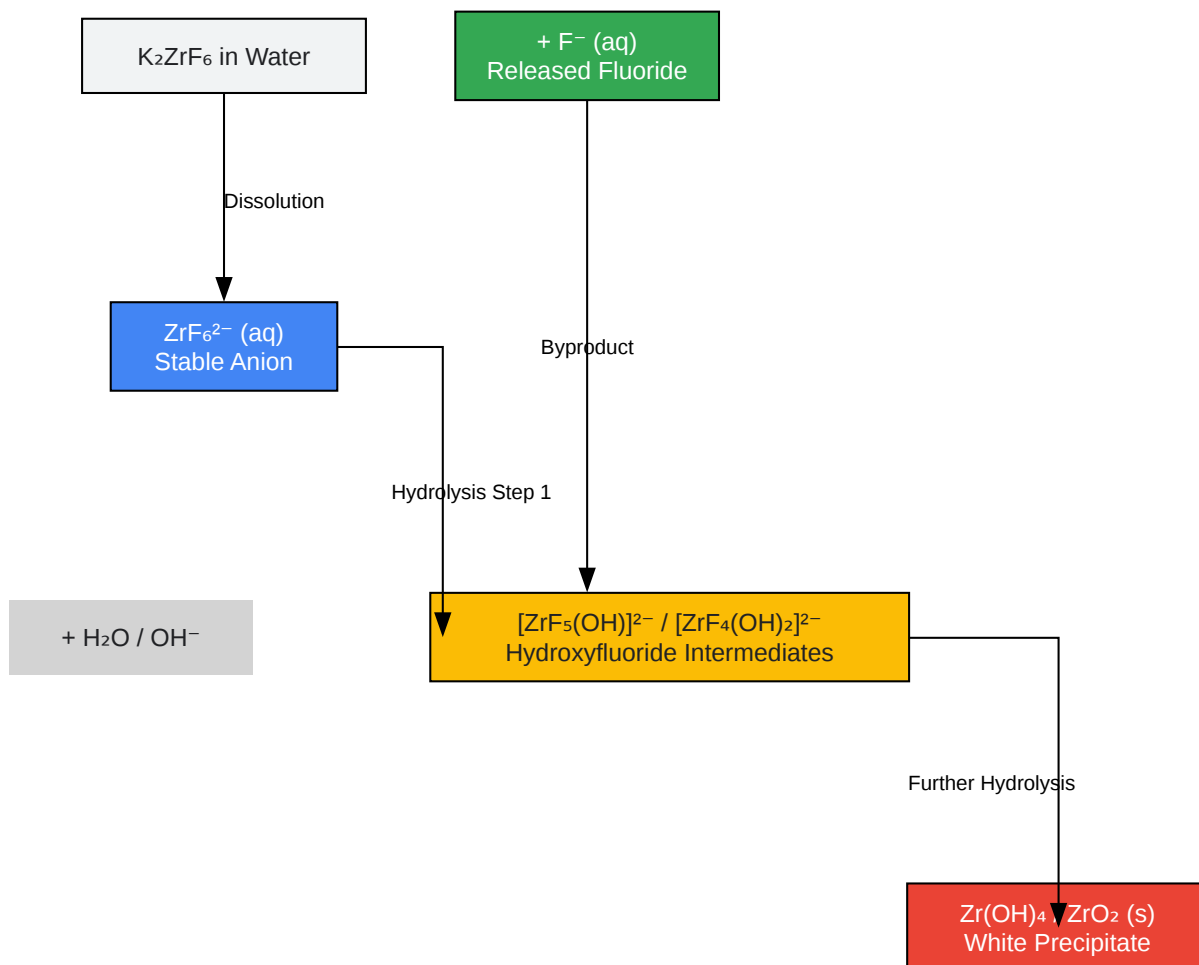 K₂ZrF₆ in Water
+ F⁻ (aq)
Released Fluoride
Dissolution
ZrF₆²⁻ (aq)
Stable Anion
Byproduct
Hydrolysis Step 1
+ H₂O / OH⁻
[ZrF₅(OH)]²⁻ / [ZrF₄(OH)₂]²⁻
Hydroxyfluoride Intermediates
Further Hydrolysis
Zr(OH)₄ / ZrO₂ (s)
White Precipitate